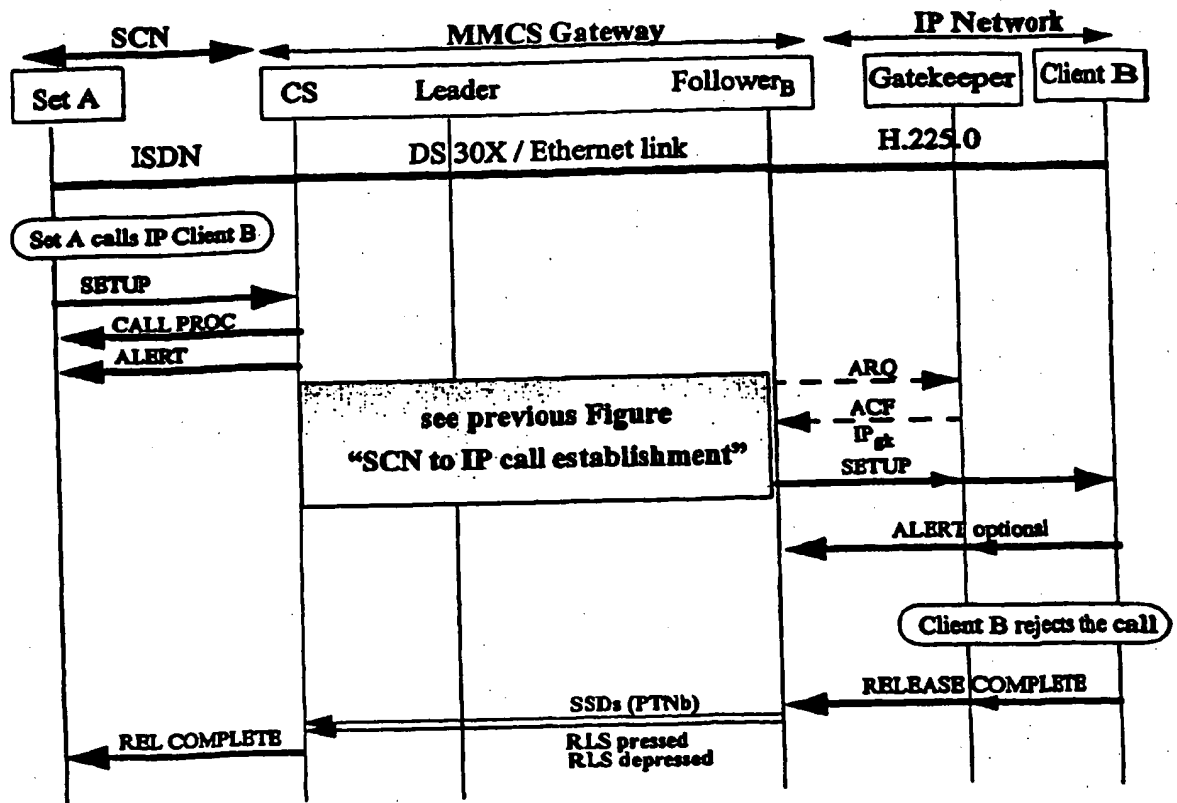 SCN
MMCS Gateway
IP Network
Set A
CS
Leader
FollowerB
Gatekeeper
Client B
ISDN
DS 30X / Ethernet link
H.225.0
Set A calls IP Client B
SETUP
CALL PROC
ALERT
ARQ
see previous Figure
ACF
IPgk
"SCN to IP call establishment"
SETUP
ALERT optional
Client B rejects the call
RELEASE COMPLETE
SSDs (PTNb)
REL COMPLETE
RLS pressed
RLS depressed